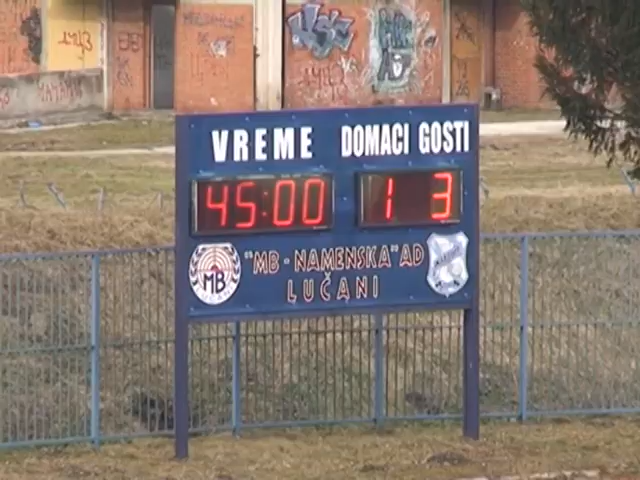 VREME DOMACI GOSTI
45:00 1 3
MB "MB - NAMENSKA" AD
LUČANI